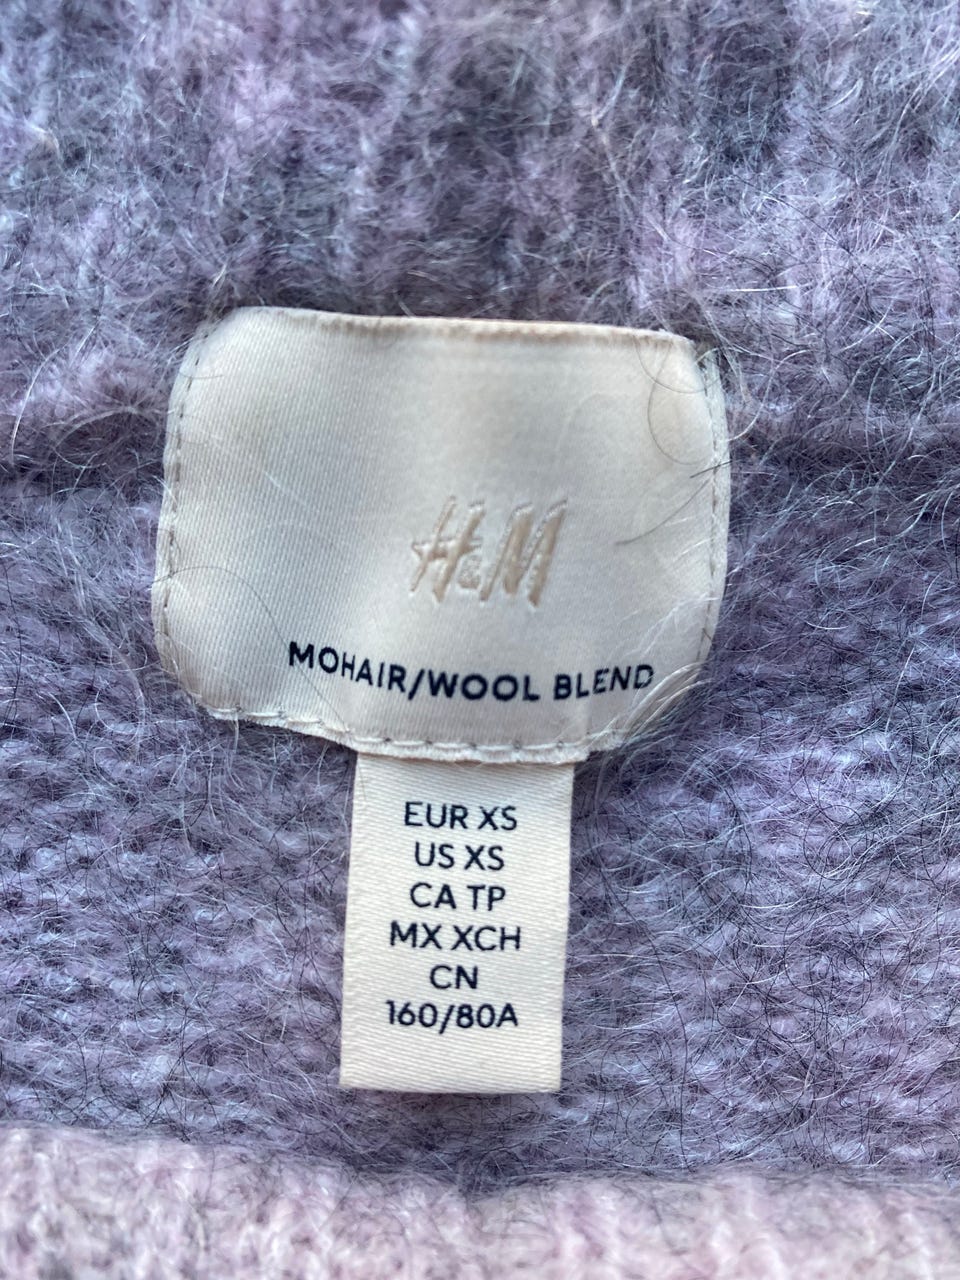 H&M
MOHAIR/WOOL BLEND
EUR XS
US XS
CA TP
MX XCH
CN
160/80A